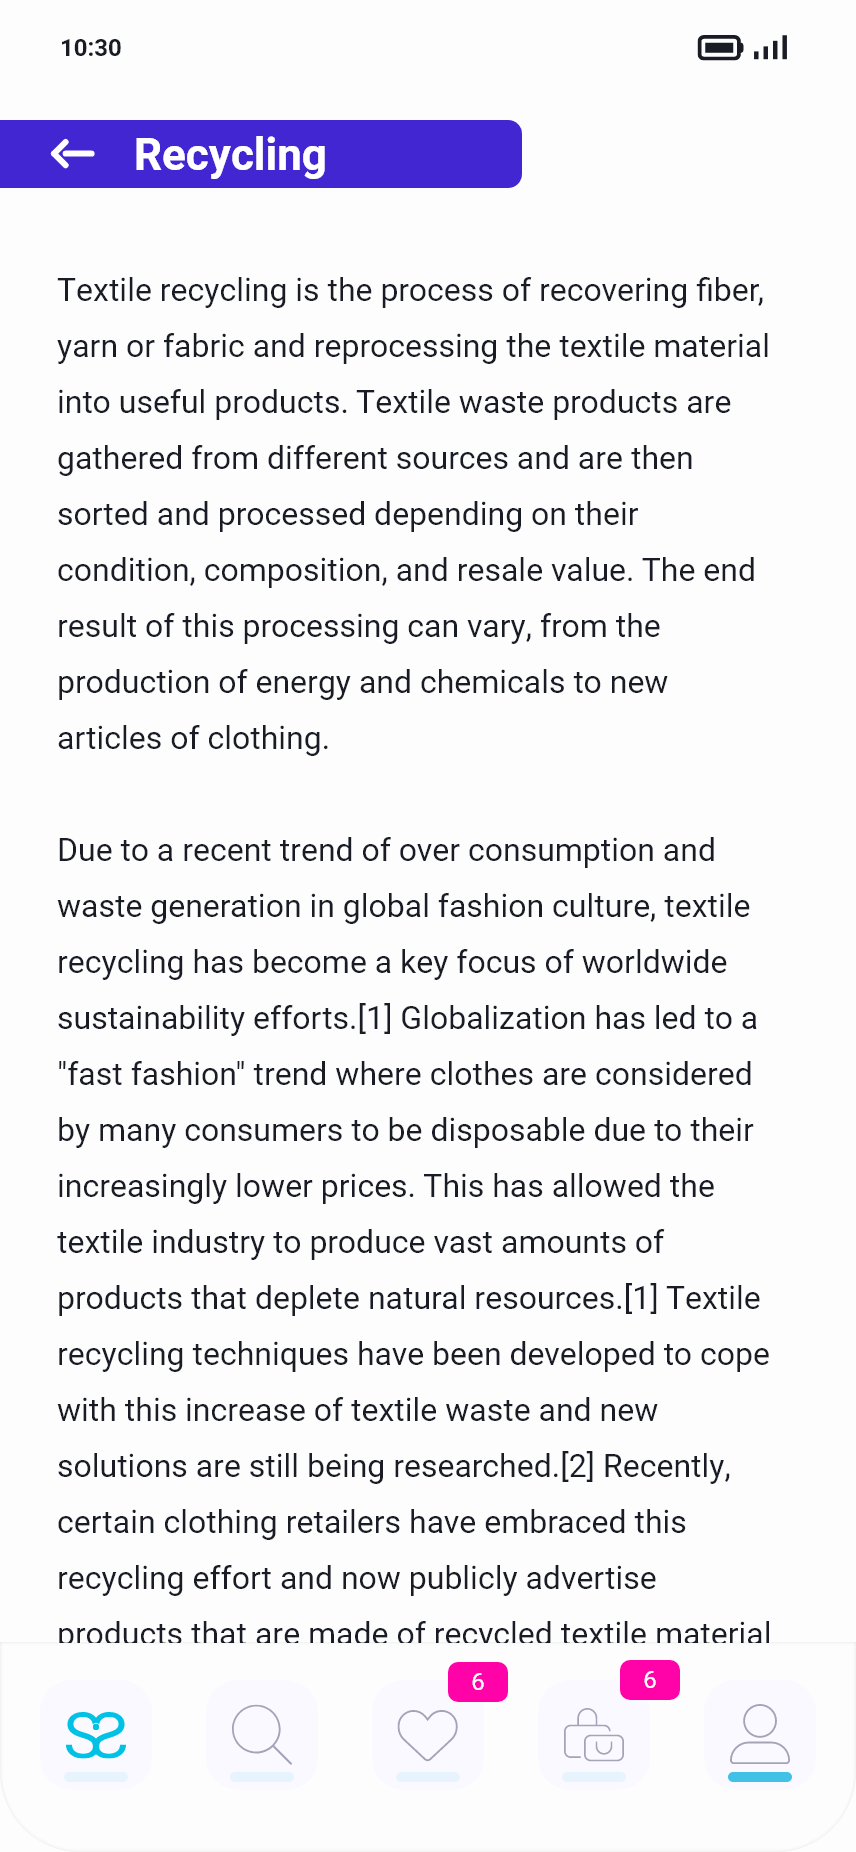 10:30
Recycling
Textile recycling is the process of recovering fiber,
yarn or fabric and reprocessing the textile material
into useful products. Textile waste products are
gathered from different sources and are then
sorted and processed depending on their
condition, composition, and resale value. The end
result of this processing can vary, from the
production of energy and chemicals to new
articles of clothing.
Due to a recent trend of over consumption and
waste generation in global fashion culture, textile
recycling has become a key focus of worldwide
sustainability efforts.[1] Globalization has led to a
"fast fashion" trend where clothes are considered
by many consumers to be disposable due to their
increasingly lower prices. This has allowed the
textile industry to produce vast amounts of
products that deplete natural resources.[1] Textile
recycling techniques have been developed to cope
with this increase of textile waste and new
solutions are still being researched.[2] Recently,
certain clothing retailers have embraced this
recycling effort and now publicly advertise
products that are made of recycled textile material
6
6